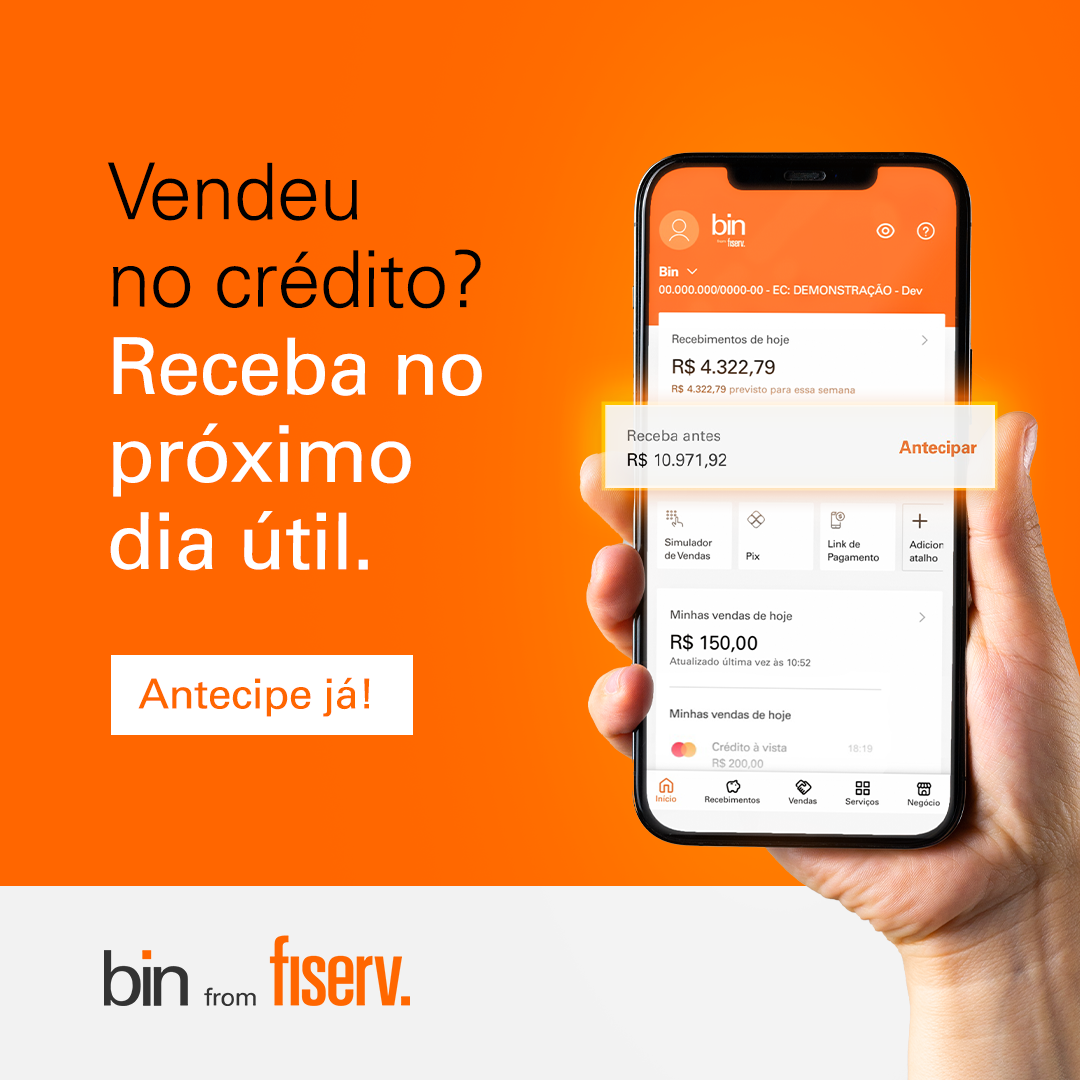 Vendeu
no crédito?
Receba no
próximo
dia útil.
Antecipe já!
bin from fiserv.
bin
from fiserv.
Bin
00.000.000/0000-00 - EC: DEMONSTRAÇÃO - Dev
Recebimentos de hoje
R$ 4.322,79
R$ 4.322,79 previsto para essa semana
Receba antes
R$ 10.971,92
Antecipar
Simulador
de Vendas
Pix
Link de
Pagamento
Adicion
atalho
Minhas vendas de hoje
R$ 150,00
Atualizado última vez às 10:52
Minhas vendas de hoje
Crédito à vista 18:19
R$ 200,00
Início Recebimentos Vendas Serviços Negócio